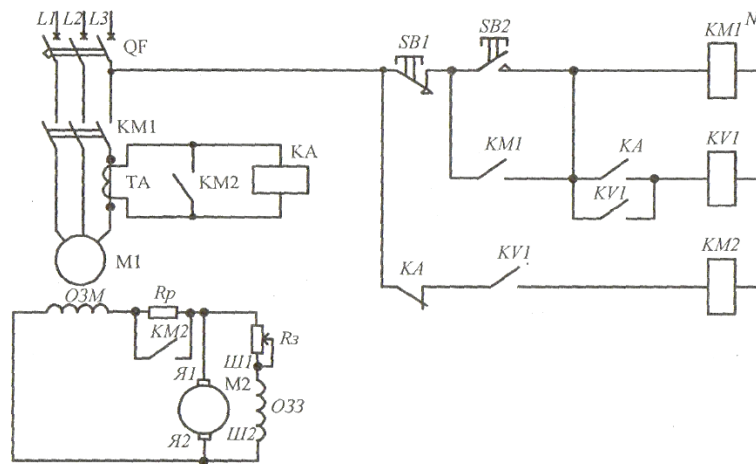 L1 L2 L3
QF
SB1
SB2
KM1
N
KM1
TA
KM2
KA
KM1
KA
KV1
KV1
M1
KA
KV1
KM2
ОЗМ
Rр
KM2
Rз
Ш1
Я1
M2
ОЗЗ
Я2
Ш2